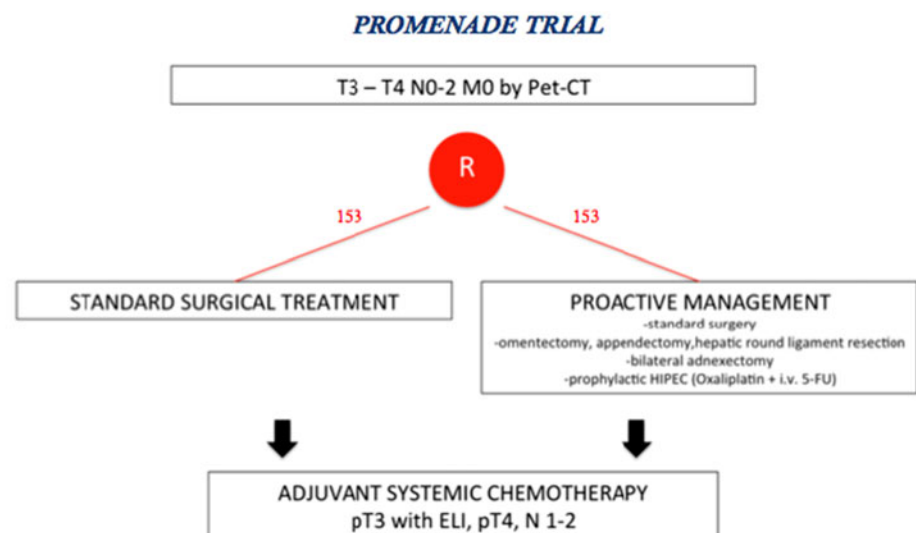 PROMENADE TRIAL
T3 – T4 N0-2 M0 by Pet-CT
R
153
153
STANDARD SURGICAL TREATMENT
PROACTIVE MANAGEMENT
-standard surgery
-omentectomy, appendectomy,hepatic round ligament resection
-bilateral adnexectomy
-prophylactic HIPEC (Oxaliplatin + i.v. 5-FU)
ADJUVANT SYSTEMIC CHEMOTHERAPY
pT3 with ELI, pT4, N 1-2